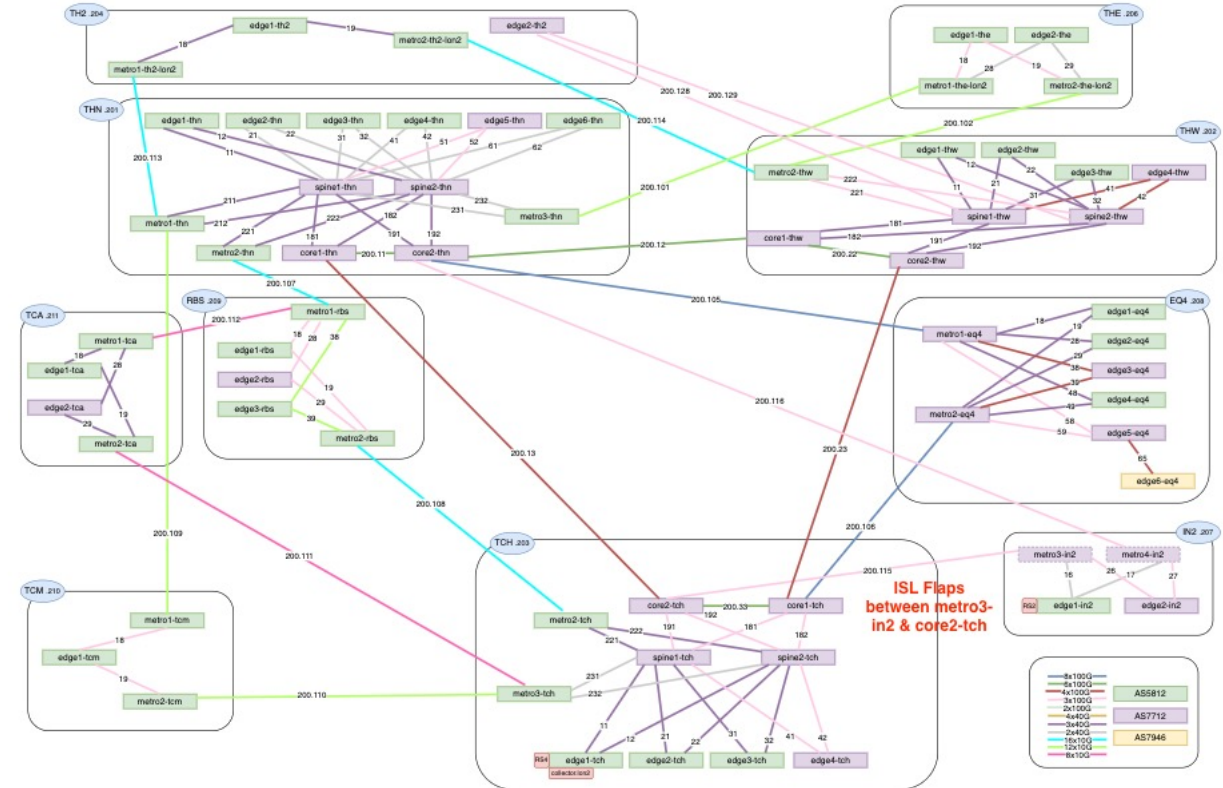 TH2 .204
edge1-th2
19
edge2-th2
metro2-th2-lon2
18
metro1-th2-lon2
THE .206
edge1-the
edge2-the
18
28
19
29
metro1-the-lon2
metro2-the-lon2
200.128
200.129
200.114
200.102
200.113
200.101
THN .201
edge1-thn
edge2-thn
edge3-thn
edge4-thn
edge5-thn
edge6-thn
12
21
22
31
32
41
42
51
52
61
62
11
spine1-thn
spine2-thn
211
212
222
182
231
232
metro1-thn
metro3-thn
221
181
191
192
metro2-thn
core1-thn
200.11
core2-thn
200.12
THW .202
edge1-thw
edge2-thw
metro2-thw
12
22
edge3-thw
edge4-thw
222
221
11
21
31
32
41
42
spine1-thw
spine2-thw
181
182
core1-thw
191
192
200.22
core2-thw
200.107
200.105
200.112
TCA .211
metro1-tca
18
28
edge1-tca
edge2-tca
19
29
metro2-tca
RBS .209
metro1-rbs
18
28
38
edge1-rbs
edge2-rbs
19
29
edge3-rbs
39
metro2-rbs
EQ4 .208
18
19
edge1-eq4
metro1-eq4
28
edge2-eq4
29
38
edge3-eq4
39
48
edge4-eq4
metro2-eq4
49
58
59
edge5-eq4
65
edge6-eq4
200.116
200.13
200.23
200.108
200.106
200.109
200.111
200.115
IN2 .207
metro3-in2
metro4-in2
16
26
17
27
RS2
edge1-in2
edge2-in2
TCH .203
core2-tch
200.33
core1-tch
192
metro2-tch
222
191
181
182
221
spine1-tch
spine2-tch
231
232
metro3-tch
11
12
21
22
31
32
41
42
RS4
edge1-tch
edge2-tch
edge3-tch
edge4-tch
collector.lon2
ISL Flaps
between metro3-
in2 & core2-tch
TCM .210
metro1-tcm
18
edge1-tcm
19
metro2-tcm
200.110
8x100G
6x100G
4x100G
3x100G
2x100G
4x40G
3x40G
2x40G
16x10G
12x10G
8x10G
AS5812
AS7712
AS7946